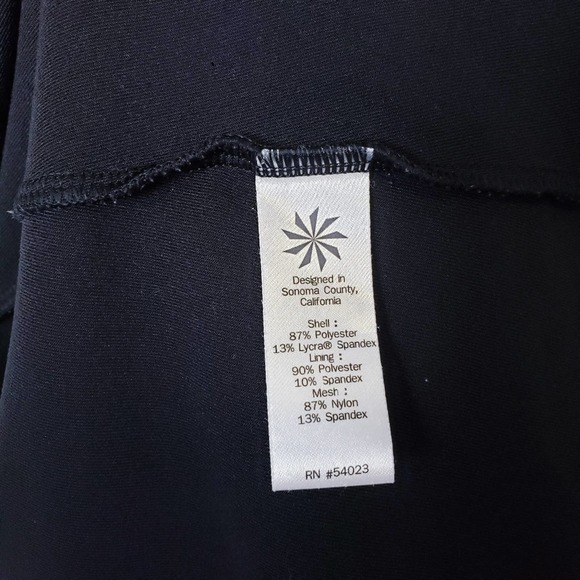 Designed in
Sonoma County,
California
Shell :
87% Polyester
13% Lycra® Spandex
Lining :
90% Polyester
10% Spandex
Mesh :
87% Nylon
13% Spandex
RN #54023